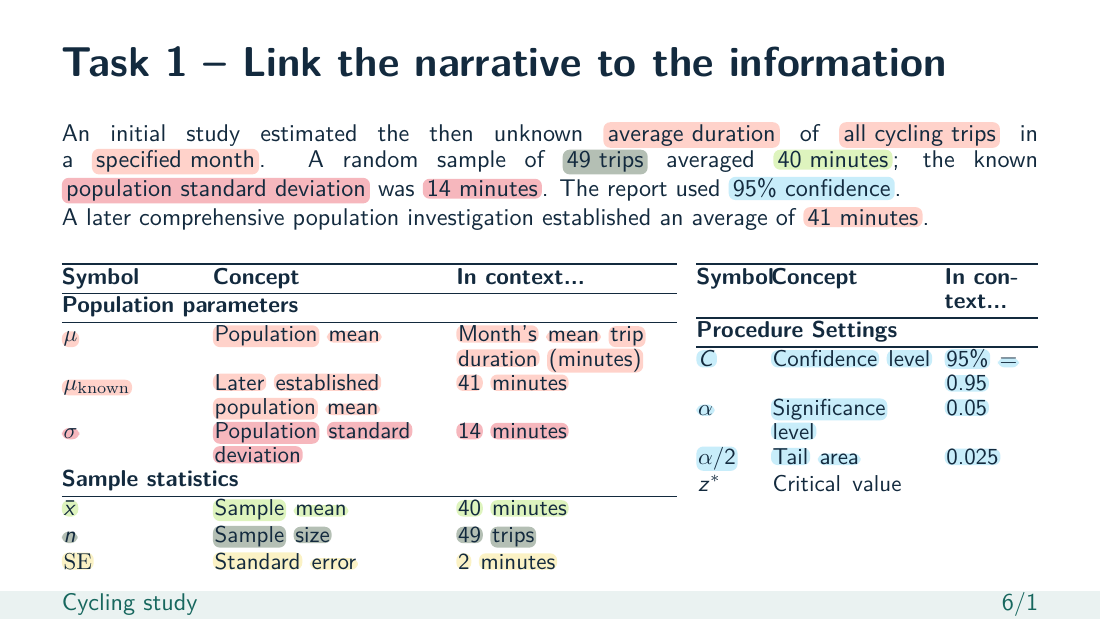 Task 1 – Link the narrative to the information
An initial study estimated the then unknown average duration of all cycling trips in
a specified month. A random sample of 49 trips averaged 40 minutes; the known
population standard deviation was 14 minutes. The report used 95% confidence.
A later comprehensive population investigation established an average of 41 minutes.
Symbol Concept In context...
Population parameters
μ Population mean Month's mean trip
duration (minutes)
μknown Later established 41 minutes
population mean
σ Population standard 14 minutes
deviation
Sample statistics
x̄ Sample mean 40 minutes
n Sample size 49 trips
SE Standard error 2 minutes
Symbol Concept In con-
text...
Procedure Settings
C Confidence level 95% =
0.95
α Significance 0.05
level
α/2 Tail area 0.025
z* Critical value
Cycling study 6/1